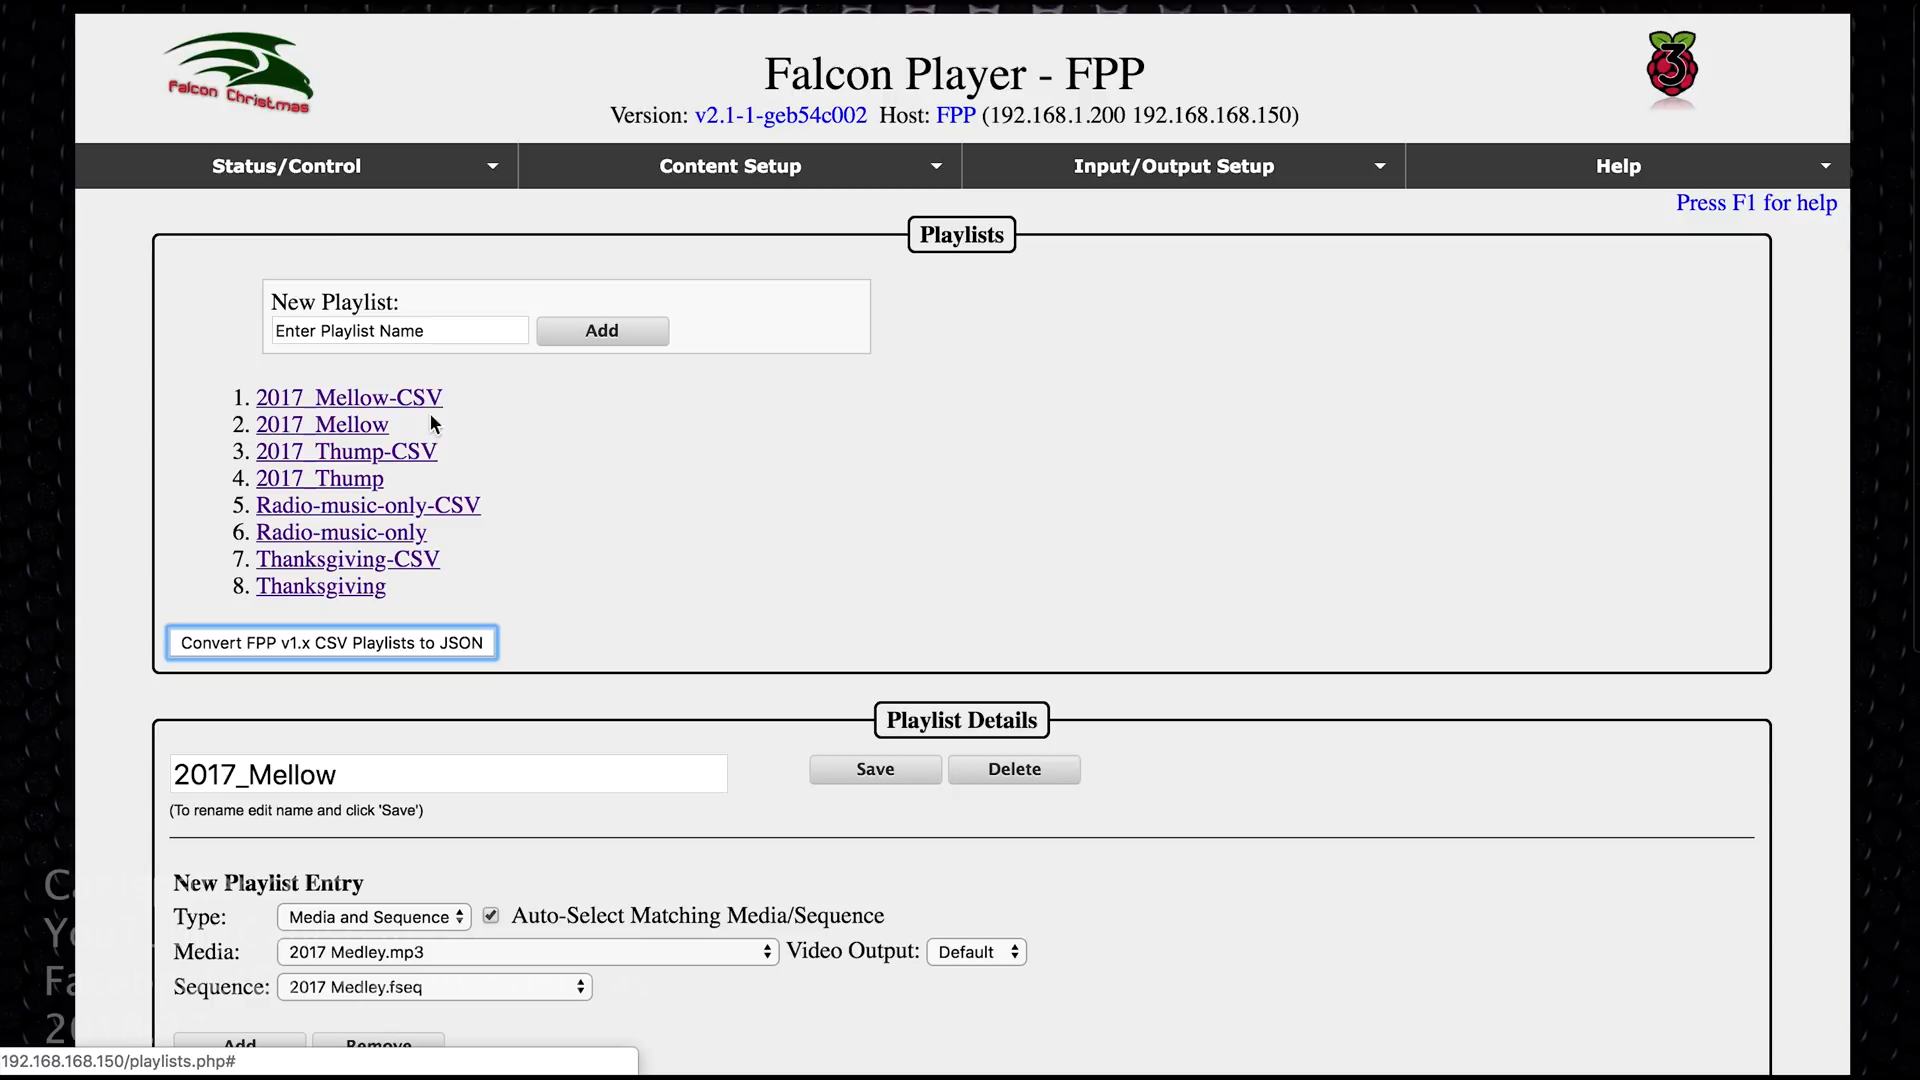 Falcon Christmas
Falcon Player - FPP
3
Version: v2.1-1-geb54c002 Host: FPP (192.168.1.200 192.168.168.150)
Status/Control
Content Setup
Input/Output Setup
Help
Press F1 for help
Playlists
New Playlist:
Enter Playlist Name
Add
1. 2017_Mellow-CSV
2. 2017_Mellow
3. 2017_Thump-CSV
4. 2017_Thump
5. Radio-music-only-CSV
6. Radio-music-only
7. Thanksgiving-CSV
8. Thanksgiving
Convert FPP v1.x CSV Playlists to JSON
Playlist Details
2017_Mellow
Save
Delete
(To rename edit name and click 'Save')
New Playlist Entry
Type: Media and Sequence Auto-Select Matching Media/Sequence
Media: 2017 Medley.mp3 Video Output: Default
Sequence: 2017 Medley.fseq
Add
Remove
192.168.168.150/playlists.php#